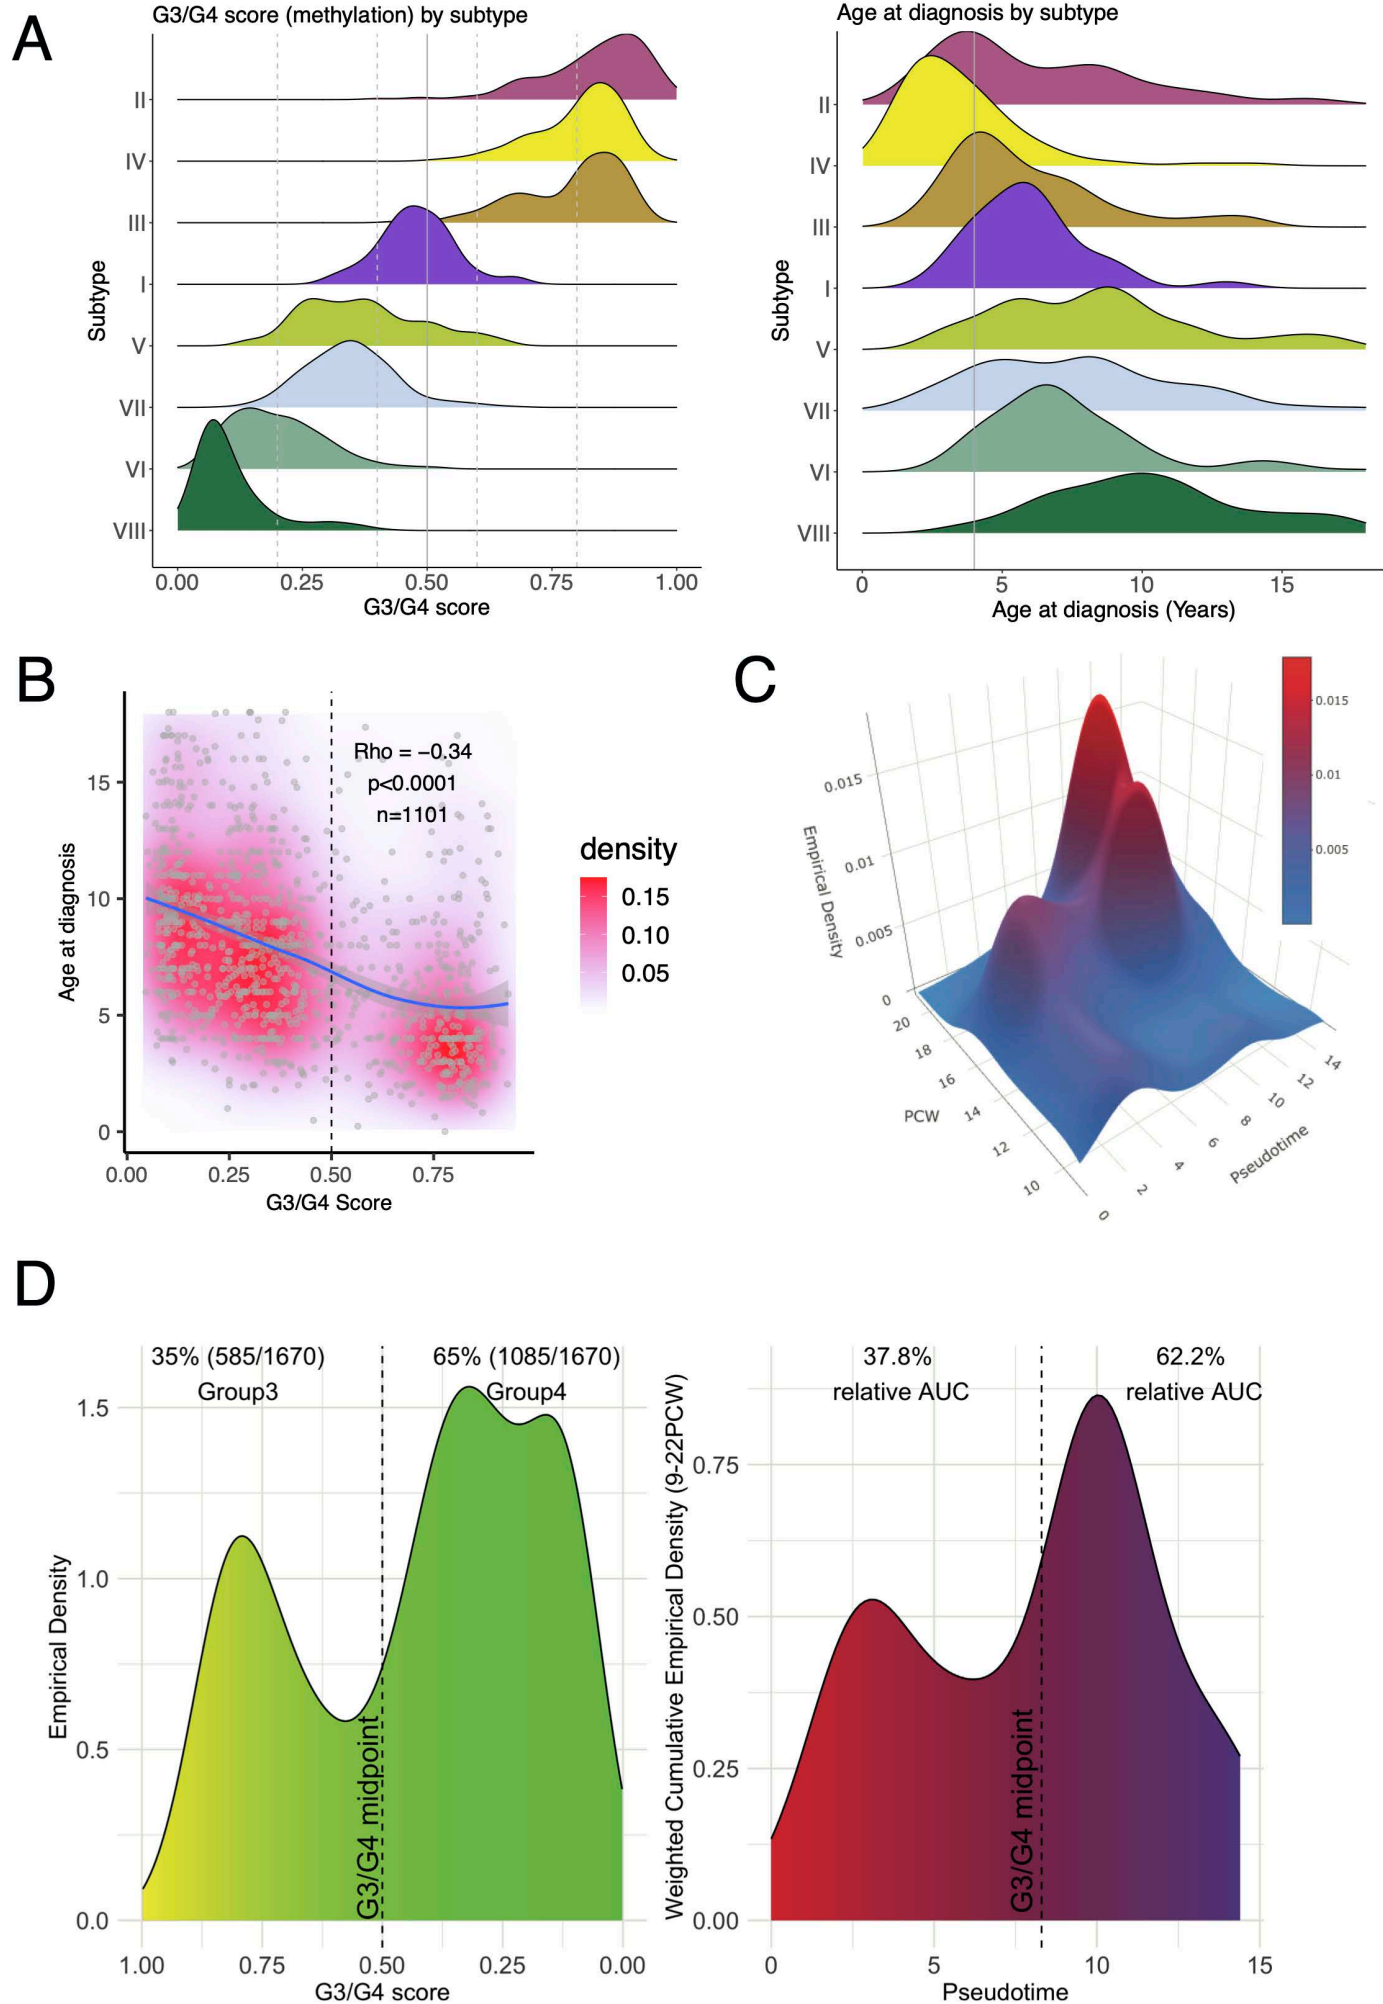 A
G3/G4 score (methylation) by subtype
Subtype
II
IV
III
I
V
VII
VI
VIII
0.00 0.25 0.50 0.75 1.00
G3/G4 score
Age at diagnosis by subtype
Subtype
II
IV
III
I
V
VII
VI
VIII
0 5 10 15
Age at diagnosis (Years)
B
Rho = −0.34
p<0.0001
n=1101
Age at diagnosis
15
10
5
0
0.00 0.25 0.50 0.75
G3/G4 Score
density
0.15
0.10
0.05
C
Empirical Density
0.015
0.01
0.005
0
20
18
16
14
12
10
PCW
0
2
4
6
8
10
12
14
Pseudotime
0.015
0.01
0.005
D
35% (585/1670)
Group3
65% (1085/1670)
Group4
Empirical Density
1.5
1.0
0.5
0.0
G3/G4 midpoint
1.00 0.75 0.50 0.25 0.00
G3/G4 score
37.8%
relative AUC
62.2%
relative AUC
Weighted Cumulative Empirical Density (9-22PCW)
0.75
0.50
0.25
0.00
G3/G4 midpoint
0 5 10 15
Pseudotime